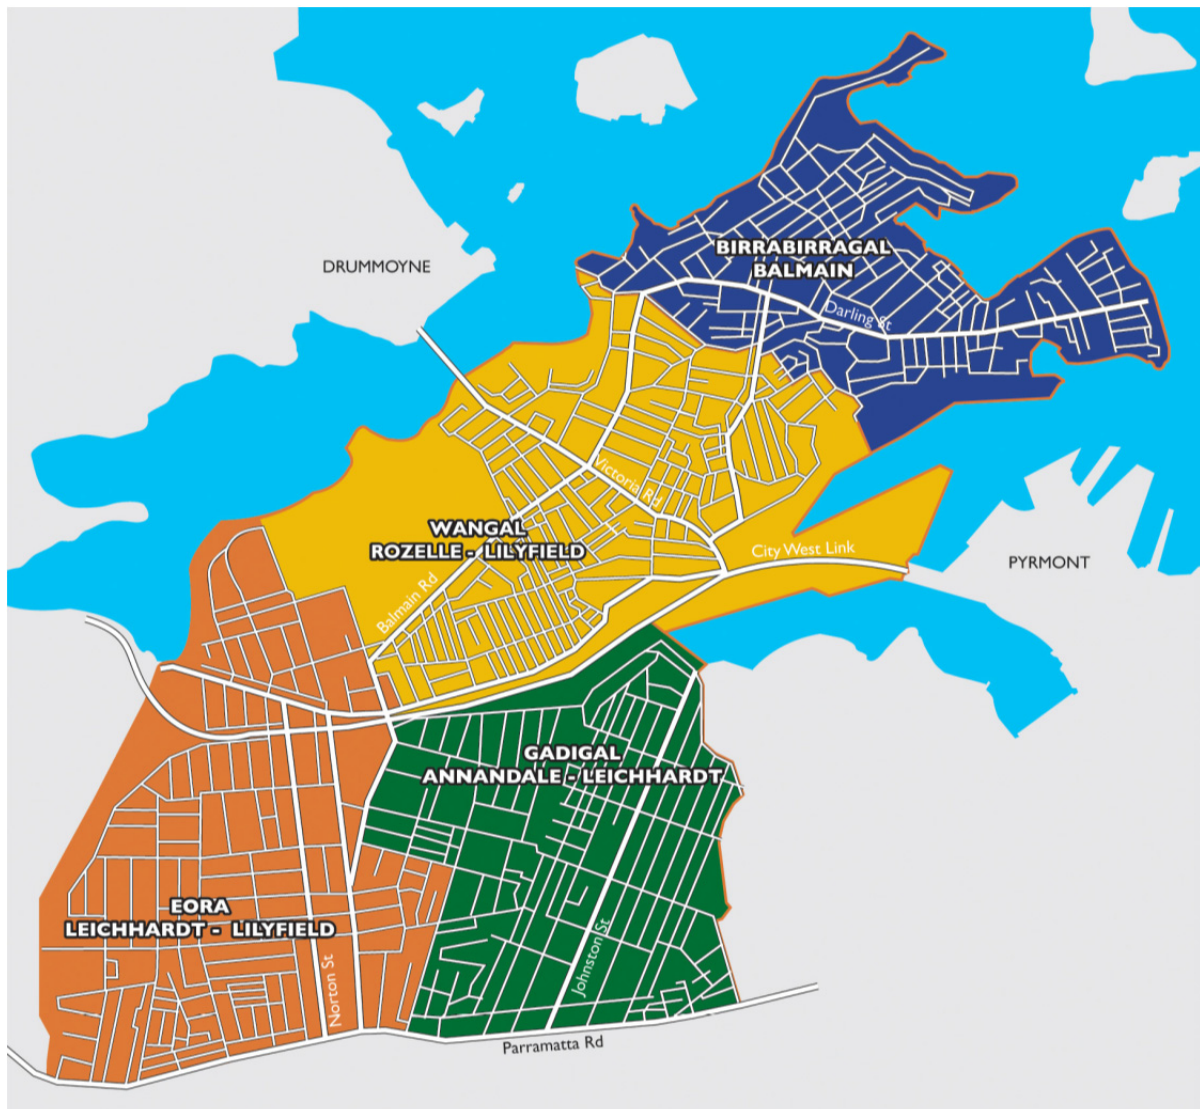 BIRRABIRRAGAL
BALMAIN
DRUMMOYNE
Darling St
Victoria Rd
WANGAL
ROZELLE - LILYFIELD
City West Link
PYRMONT
Balmain Rd
GADIGAL
ANNANDALE - LEICHHARDT
EORA
LEICHHARDT - LILYFIELD
Johnston St
Norton St
Parramatta Rd